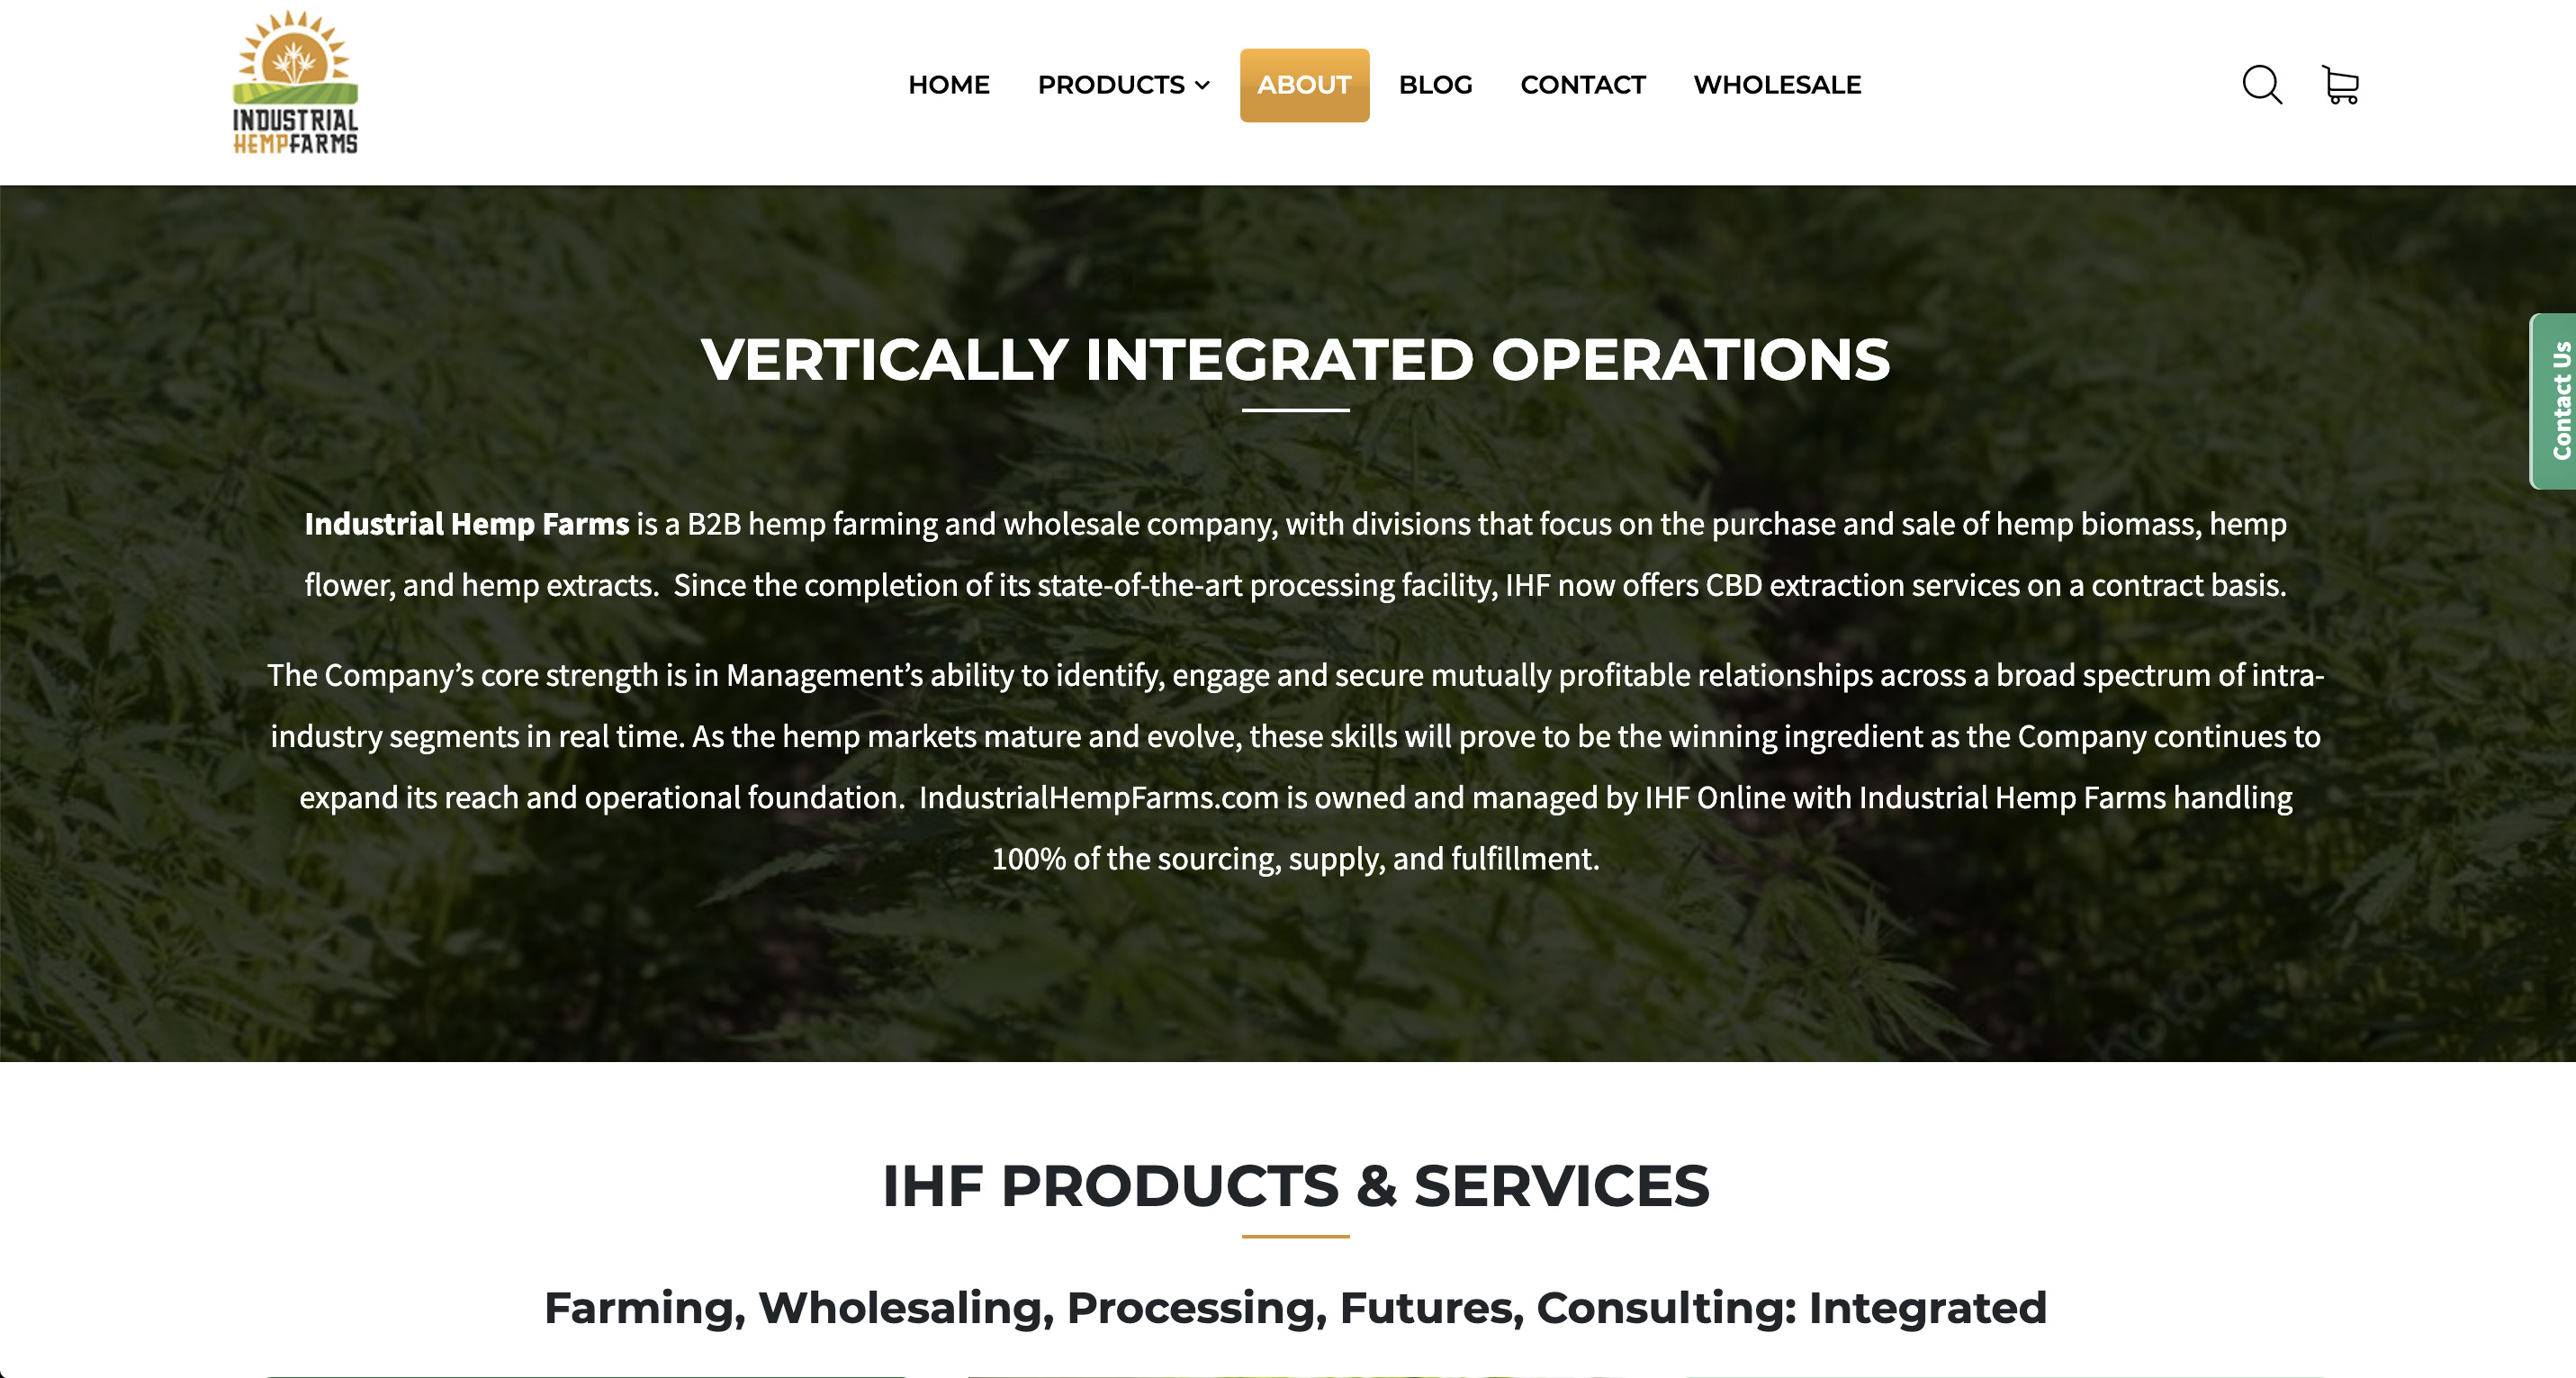 INDUSTRIAL
HEMPFARMS
HOME PRODUCTS ABOUT BLOG CONTACT WHOLESALE
Contact Us
VERTICALLY INTEGRATED OPERATIONS
Industrial Hemp Farms is a B2B hemp farming and wholesale company, with divisions that focus on the purchase and sale of hemp biomass, hemp
flower, and hemp extracts.  Since the completion of its state-of-the-art processing facility, IHF now offers CBD extraction services on a contract basis.
The Company’s core strength is in Management’s ability to identify, engage and secure mutually profitable relationships across a broad spectrum of intra-
industry segments in real time. As the hemp markets mature and evolve, these skills will prove to be the winning ingredient as the Company continues to
expand its reach and operational foundation.  IndustrialHempFarms.com is owned and managed by IHF Online with Industrial Hemp Farms handling
100% of the sourcing, supply, and fulfillment.
IHF PRODUCTS & SERVICES
Farming, Wholesaling, Processing, Futures, Consulting: Integrated